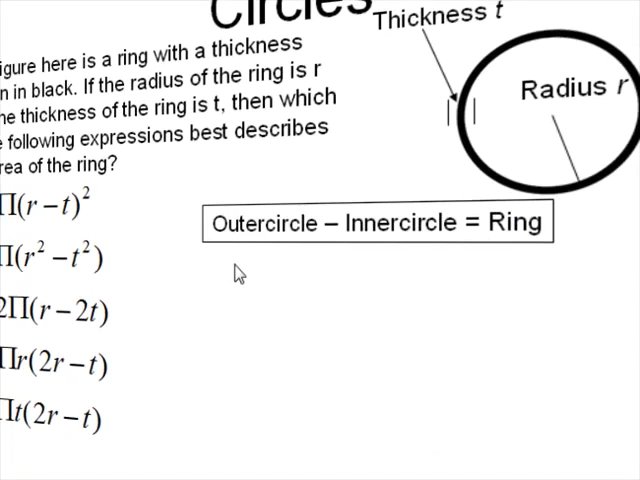 Circles
Thickness t
igure here is a ring with a thickness
n in black. If the radius of the ring is r
he thickness of the ring is t, then which
e following expressions best describes
rea of the ring?
Radius r
Π(r – t)²
Outercircle – Innercircle = Ring
Π(r² – t²)
2Π(r – 2t)
Πr(2r – t)
Πt(2r – t)